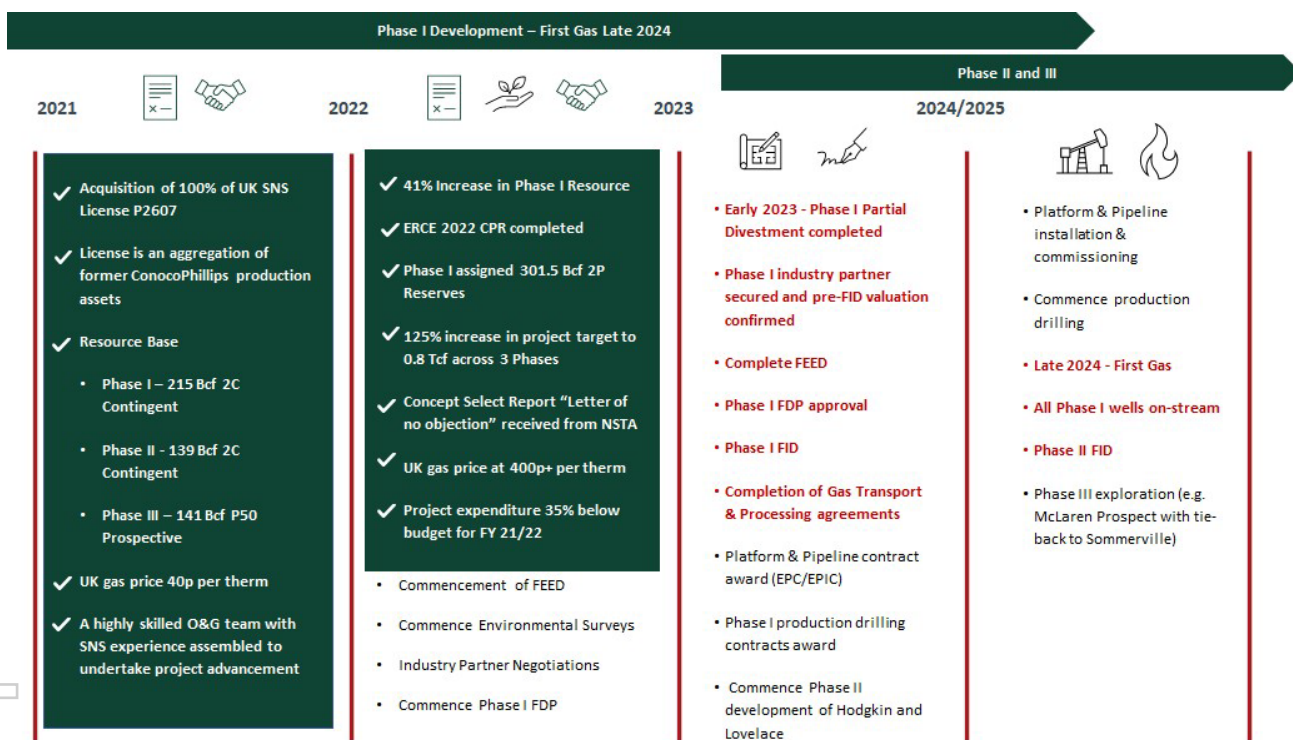 Phase I Development – First Gas Late 2024
Phase II and III
2021
2022
2023
2024/2025
✓ Acquisition of 100% of UK SNS
License P2607
✓ License is an aggregation of
former ConocoPhillips production
assets
✓ Resource Base
• Phase I – 215 Bcf 2C
Contingent
• Phase II - 139 Bcf 2C
Contingent
• Phase III – 141 Bcf P50
Prospective
✓ UK gas price 40p per therm
✓ A highly skilled O&G team with
SNS experience assembled to
undertake project advancement
✓ 41% Increase in Phase I Resource
✓ ERCE 2022 CPR completed
✓ Phase I assigned 301.5 Bcf 2P
Reserves
✓ 125% increase in project target to
0.8 Tcf across 3 Phases
✓ Concept Select Report “Letter of
no objection” received from NSTA
✓ UK gas price at 400p+ per therm
✓ Project expenditure 35% below
budget for FY 21/22
• Commencement of FEED
• Commence Environmental Surveys
• Industry Partner Negotiations
• Commence Phase I FDP
• Early 2023 - Phase I Partial
Divestment completed
• Phase I industry partner
secured and pre-FID valuation
confirmed
• Complete FEED
• Phase I FDP approval
• Phase I FID
• Completion of Gas Transport
& Processing agreements
• Platform & Pipeline contract
award (EPC/EPIC)
• Phase I production drilling
contracts award
• Commence Phase II
development of Hodgkin and
Lovelace
• Platform & Pipeline
installation &
commissioning
• Commence production
drilling
• Late 2024 - First Gas
• All Phase I wells on-stream
• Phase II FID
• Phase III exploration (e.g.
McLaren Prospect with tie-
back to Sommerville)